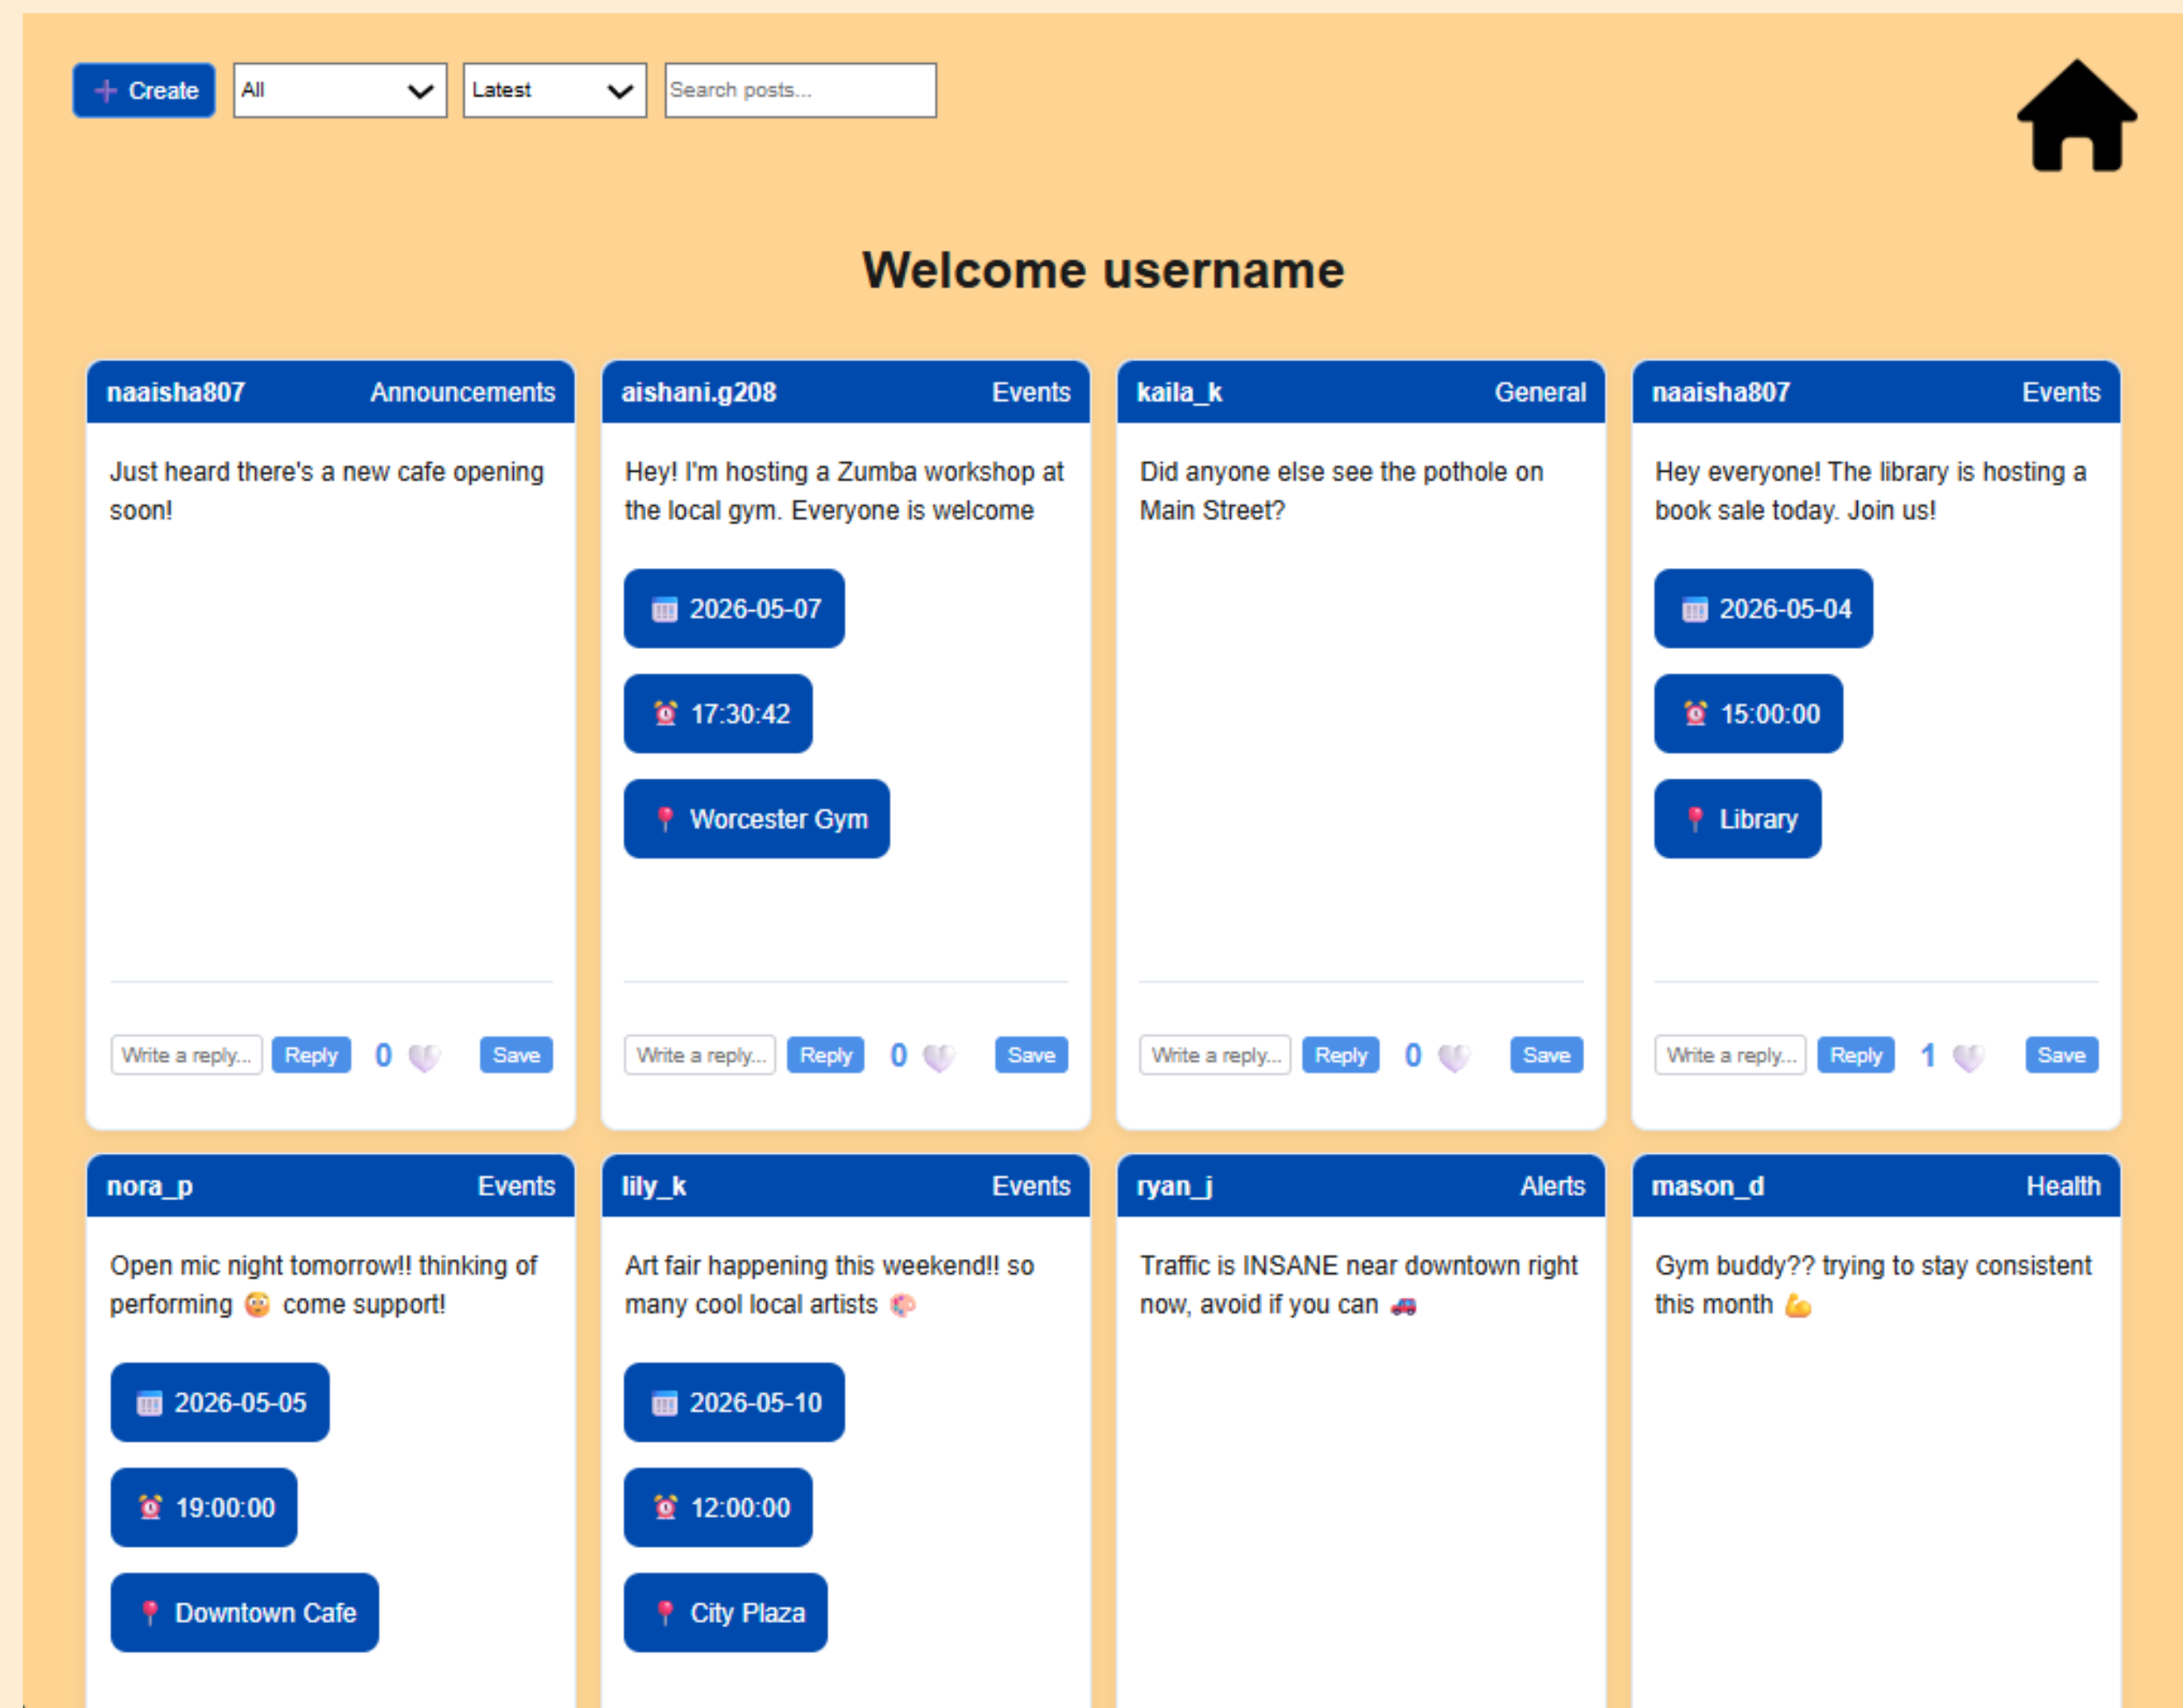 ➕ Create
All
Latest
Search posts...
Welcome username
naaisha807 Announcements
Just heard there's a new cafe opening
soon!
Write a reply... Reply 0 🤍 Save
aishani.g208 Events
Hey! I'm hosting a Zumba workshop at
the local gym. Everyone is welcome
📅 2026-05-07
⏰ 17:30:42
📍 Worcester Gym
Write a reply... Reply 0 🤍 Save
kaila_k General
Did anyone else see the pothole on
Main Street?
Write a reply... Reply 0 🤍 Save
naaisha807 Events
Hey everyone! The library is hosting a
book sale today. Join us!
📅 2026-05-04
⏰ 15:00:00
📍 Library
Write a reply... Reply 1 🤍 Save
nora_p Events
Open mic night tomorrow!! thinking of
performing 😳 come support!
📅 2026-05-05
⏰ 19:00:00
📍 Downtown Cafe
lily_k Events
Art fair happening this weekend!! so
many cool local artists 🎨
📅 2026-05-10
⏰ 12:00:00
📍 City Plaza
ryan_j Alerts
Traffic is INSANE near downtown right
now, avoid if you can 🚗
mason_d Health
Gym buddy?? trying to stay consistent
this month 💪